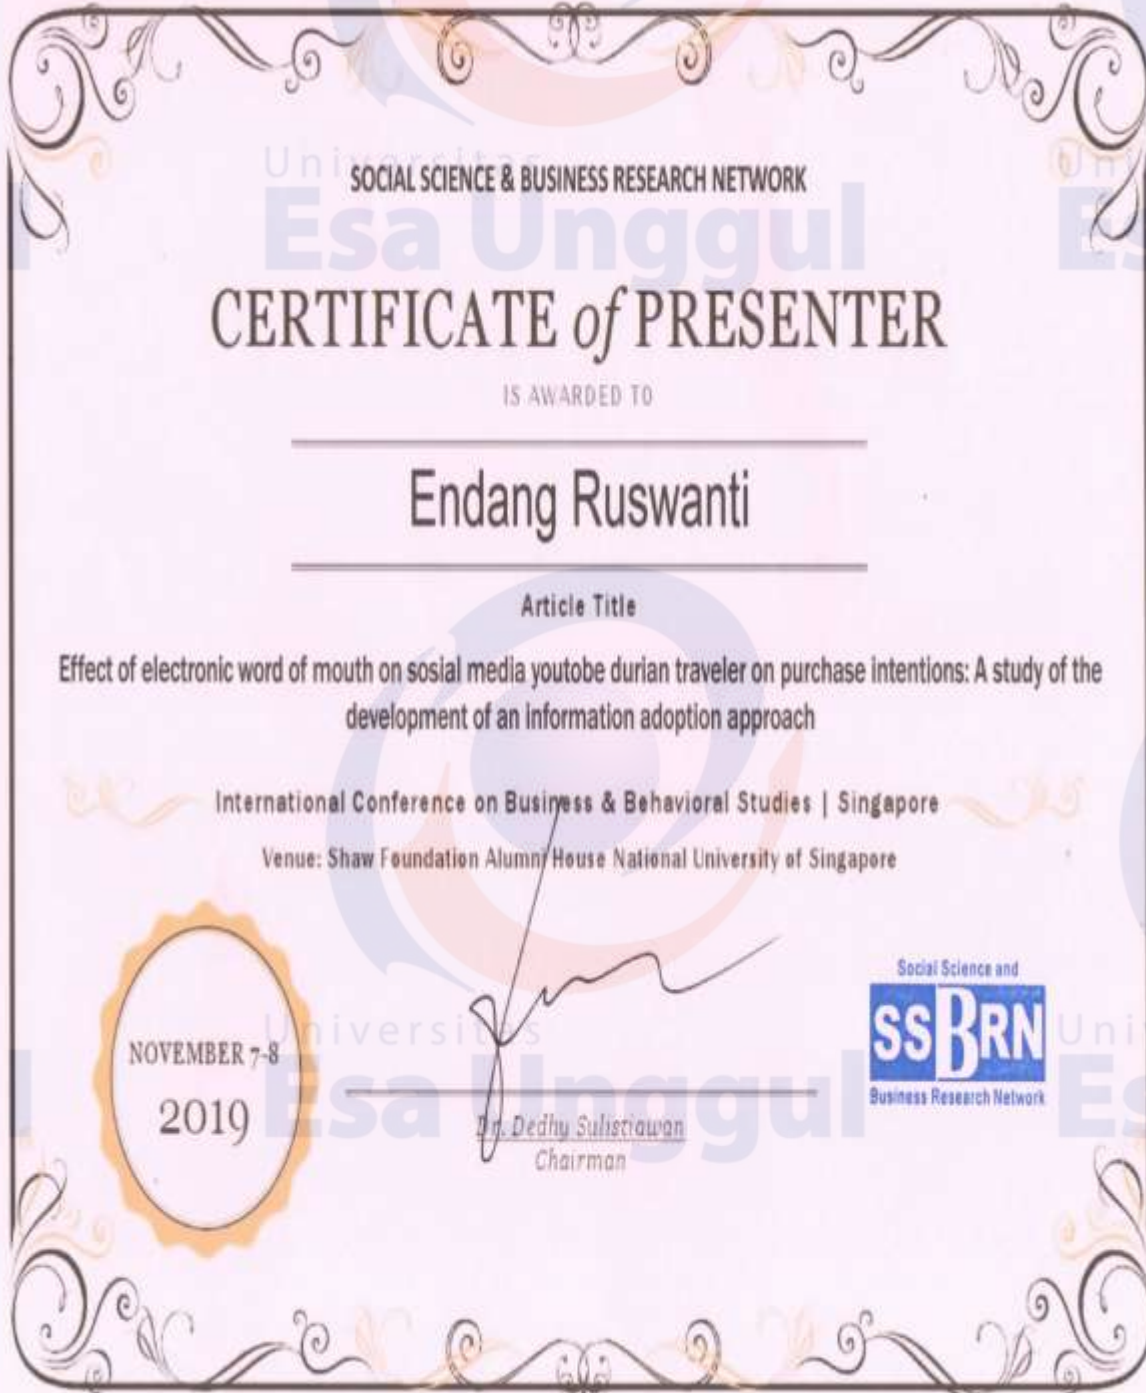 Universitas
Esa Unggul
SOCIAL SCIENCE & BUSINESS RESEARCH NETWORK
CERTIFICATE of PRESENTER
IS AWARDED TO
Endang Ruswanti
Article Title
Effect of electronic word of mouth on sosial media youtobe durian traveler on purchase intentions: A study of the
development of an information adoption approach
International Conference on Business & Behavioral Studies | Singapore
Venue: Shaw Foundation Alumni House National University of Singapore
NOVEMBER 7-8
2019
Universitas
Esa Unggul
Dr. Dedhy Sulistiawan
Chairman
Social Science and
SSBRN
Business Research Network
Uni
Es
Uni
Es